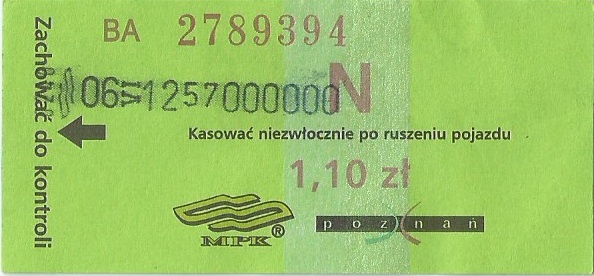 Zachować do kontroli
BA 2789394
06 VI 1257000000
N
Kasować niezwłocznie po ruszeniu pojazdu
1,10 zł
MPK®
poznań